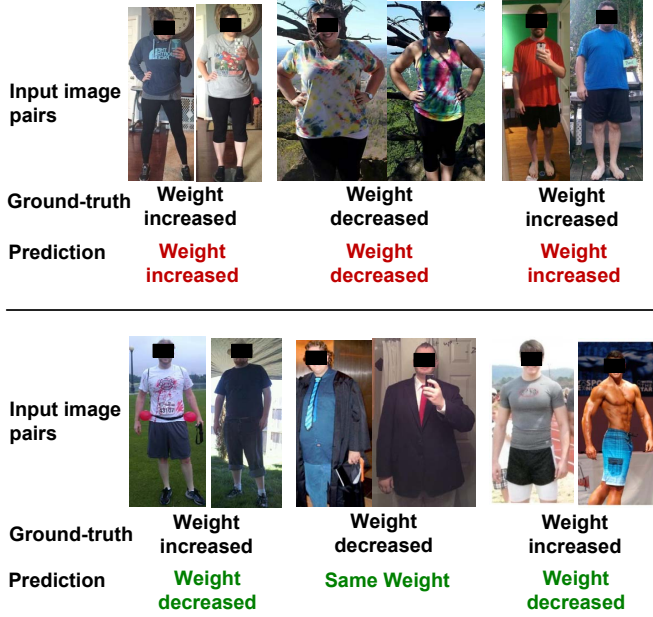 Input image
pairs
Ground-truth Weight increased Weight decreased Weight increased
Prediction Weight increased Weight decreased Weight increased
Input image
pairs
Ground-truth Weight increased Weight decreased Weight increased
Prediction Weight decreased Same Weight Weight decreased